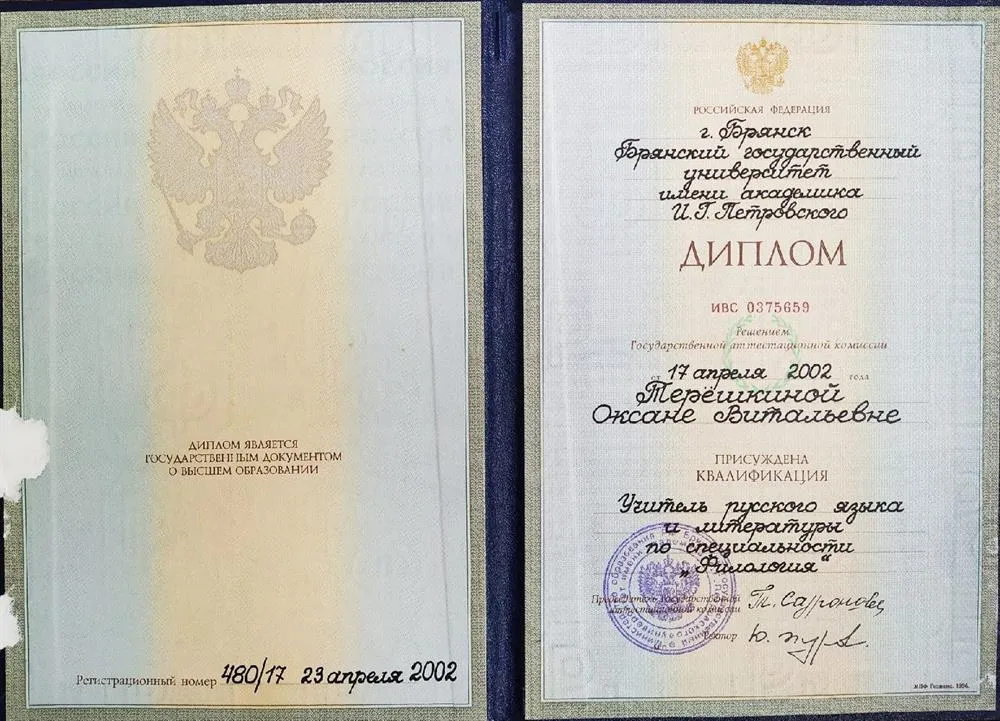 ДИПЛОМ ЯВЛЯЕТСЯ
ГОСУДАРСТВЕННЫМ ДОКУМЕНТОМ
О ВЫСШЕМ ОБРАЗОВАНИИ
Регистрационный номер 480/17 23 апреля 2002
РОССИЙСКАЯ ФЕДЕРАЦИЯ
г. Брянск
Брянский государственный
университет
имени академика
И.Г. Петровского
ДИПЛОМ
ИВС 0375659
Решением
Государственной аттестационной комиссии
от 17 апреля 2002 года
Терёшкиной
Оксане Витальевне
ПРИСУЖДЕНА
КВАЛИФИКАЦИЯ
Учитель русского языка
и литературы
по специальности
„Филология“
Председатель Государственной
аттестационной комиссии
Ректор